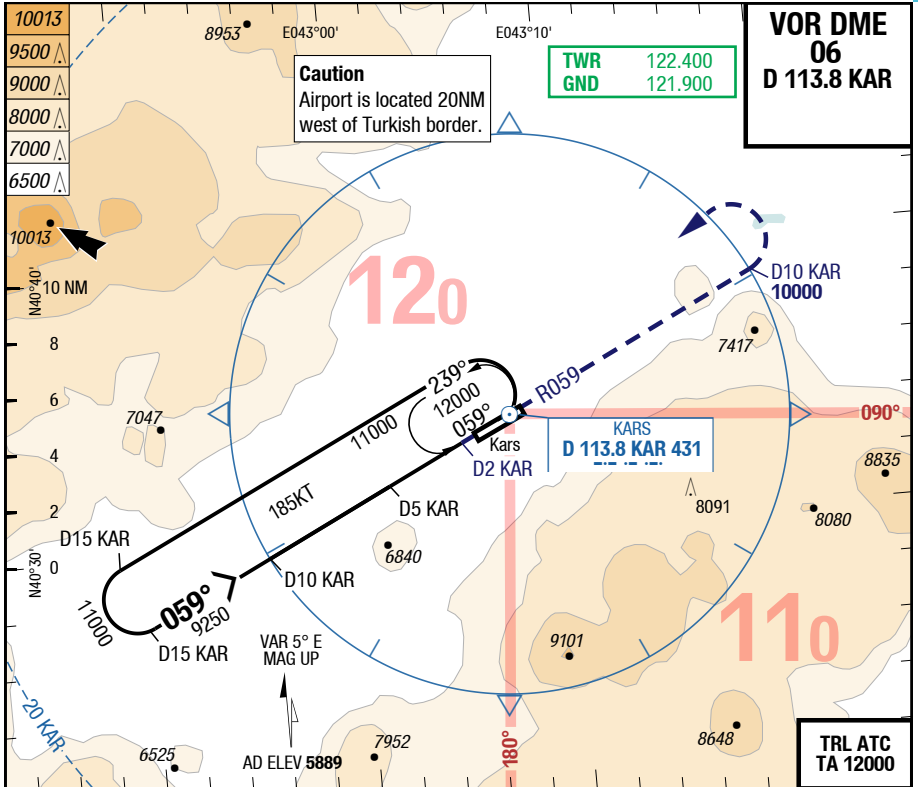 10013
9500
9000
8000
7000
6500
8953
E043°00'
E043°10'
Caution
Airport is located 20NM
west of Turkish border.
TWR 122.400
GND 121.900
VOR DME
06
D 113.8 KAR
10013
N40°40'
10 NM
8
6
4
2
0
N40°30'
120
D10 KAR
10000
7417
R059
239°
12000
059°
11000
185KT
Kars
D2 KAR
KARS
D 113.8 KAR 431
090°
7047
8835
8091
8080
D5 KAR
6840
D15 KAR
D10 KAR
059°
9250
11000
D15 KAR
VAR 5° E
MAG UP
9101
110
20 KAR
6525
AD ELEV 5889
7952
180°
8648
TRL ATC
TA 12000